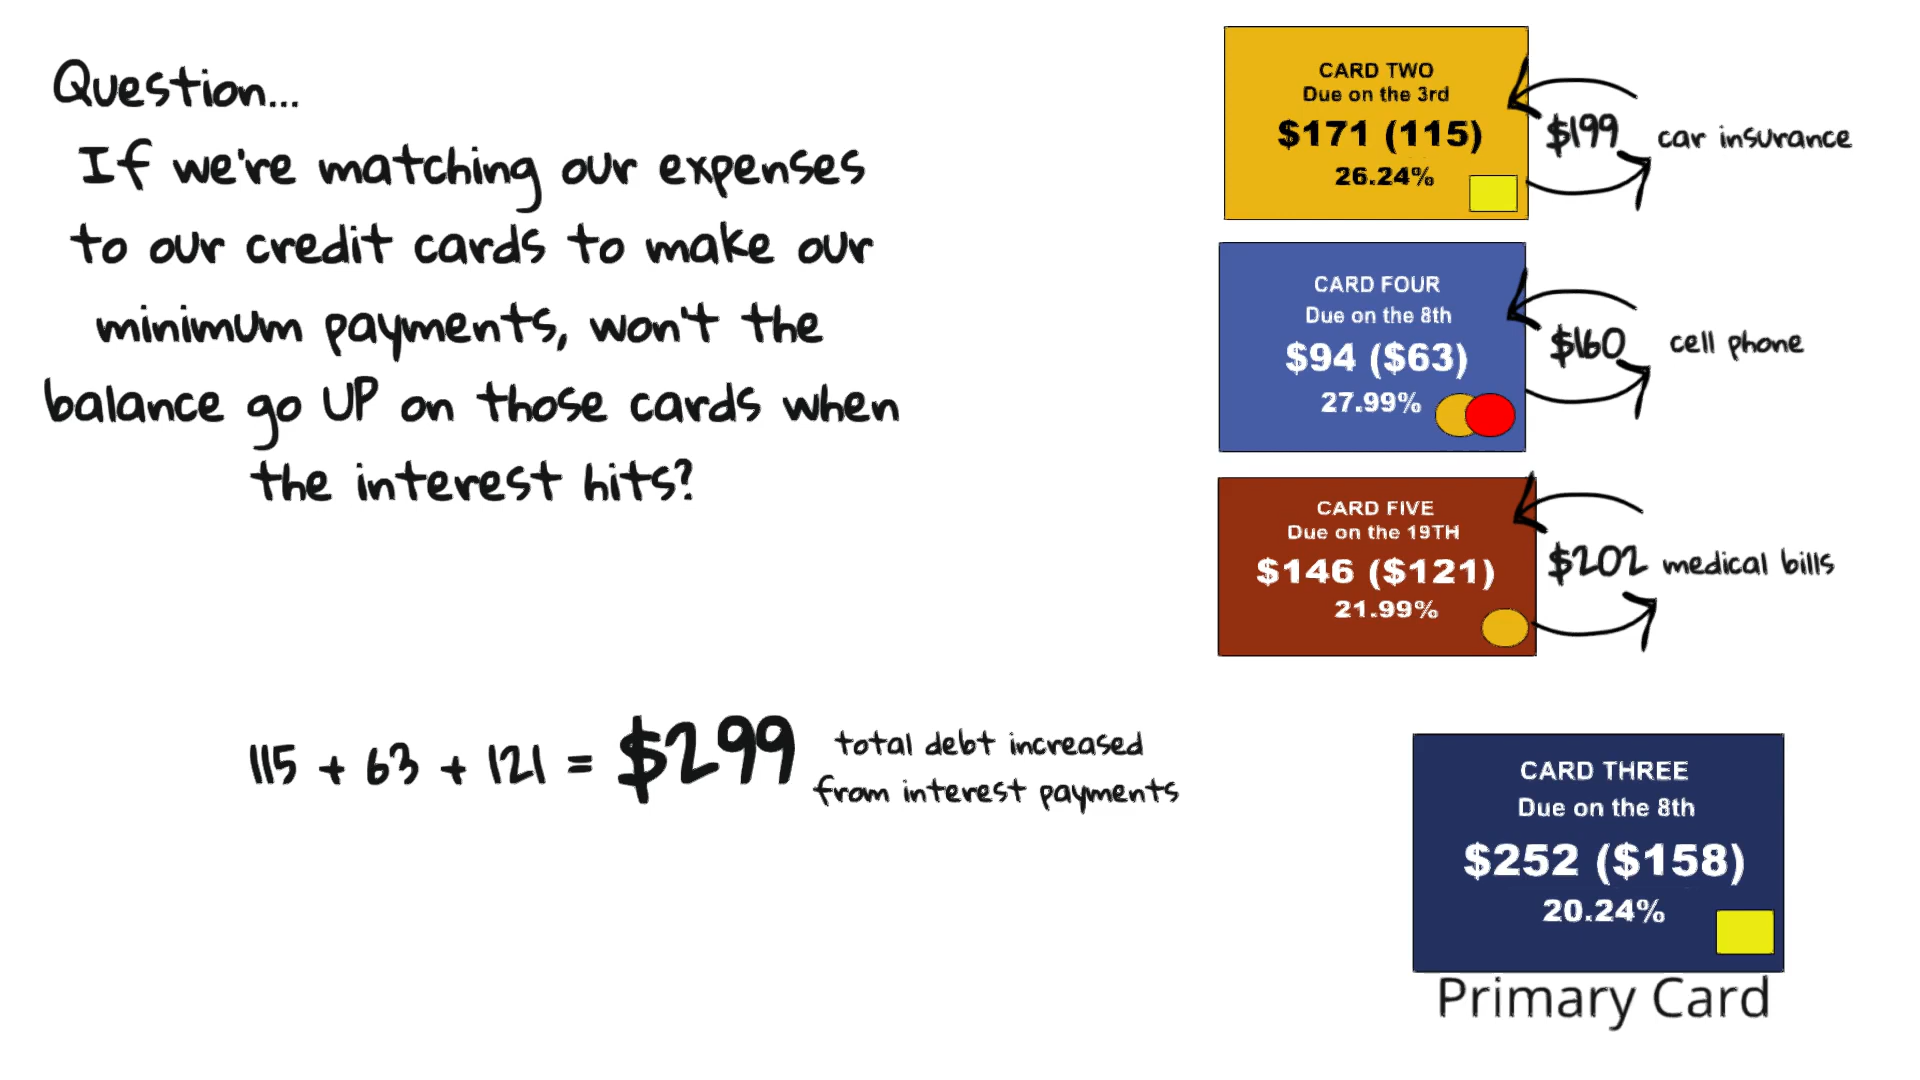 Question...
If we're matching our expenses
to our credit cards to make our
minimum payments, won't the
balance go UP on those cards when
the interest hits?
115 + 63 + 121 = $299
total debt increased
from interest payments
CARD TWO
Due on the 3rd
$171 (115)
26.24%
$199 car insurance
CARD FOUR
Due on the 8th
$94 ($63)
27.99%
$160 cell phone
CARD FIVE
Due on the 19TH
$146 ($121)
21.99%
$202 medical bills
CARD THREE
Due on the 8th
$252 ($158)
20.24%
Primary Card